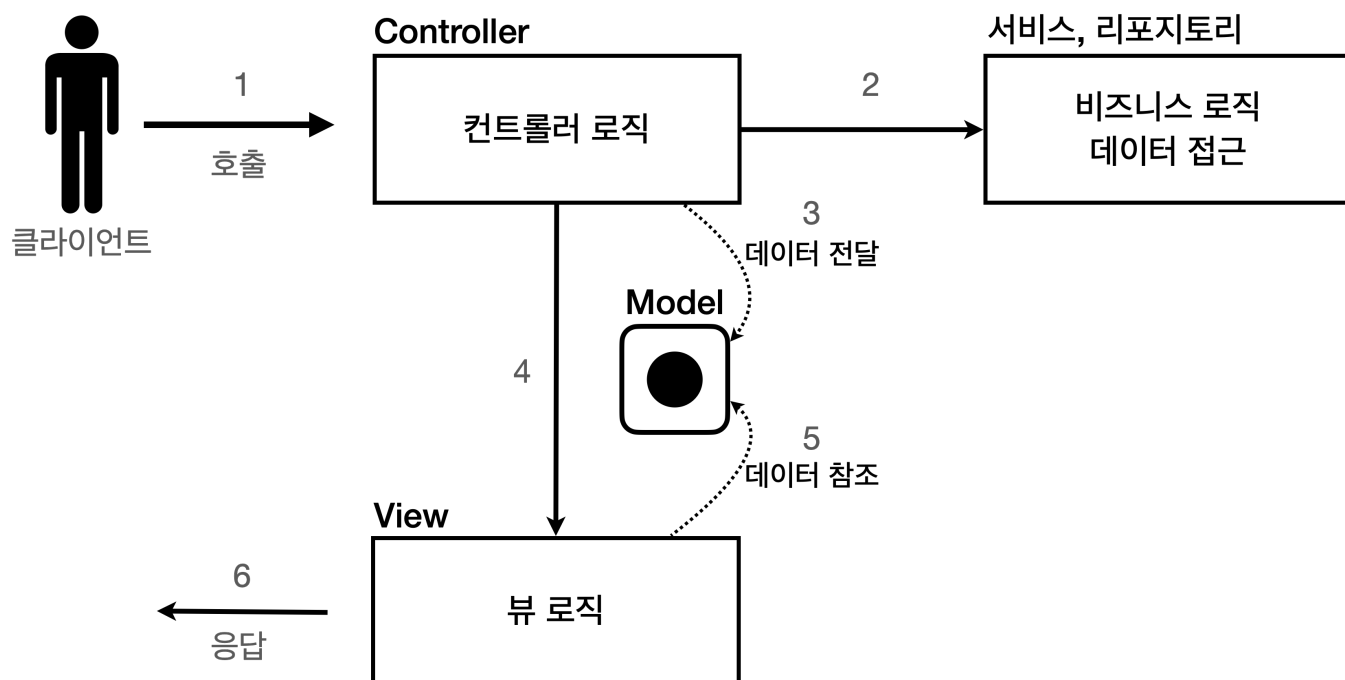 Controller
서비스, 리포지토리
1
호출
컨트롤러 로직
2
비즈니스 로직
데이터 접근
클라이언트
3
데이터 전달
Model
4
5
데이터 참조
View
뷰 로직
6
응답